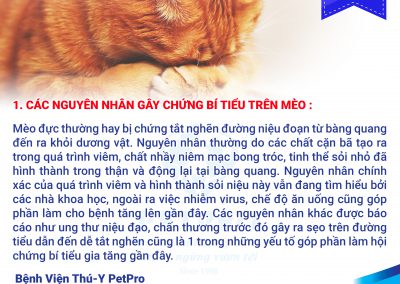 1. CÁC NGUYÊN NHÂN GÂY CHỨNG BÍ TIỂU TRÊN MÈO :
Mèo đực thường hay bị chứng tắt nghẽn đường niệu đoạn từ bàng quang
đến ra khỏi dương vật. Nguyên nhân thường do các chất cặn bã tạo ra
trong quá trình viêm, chất nhầy niêm mạc bong tróc, tinh thể sỏi nhỏ đã
hình thành trong thận và động lại tại bàng quang. Nguyên nhân chính
xác của quá trình viêm và hình thành sỏi niệu này vẫn đang tìm hiểu bởi
các nhà khoa học, ngoài ra việc nhiễm virus, chế độ ăn uống cũng góp
phần làm cho bệnh tăng lên gần đây. Các nguyên nhân khác được báo
cáo như ung thư niệu đạo, chấn thương trước đó gây ra sẹo trên đường
tiểu dẫn đến dễ tắt nghẽn cũng là 1 trong những yếu tố góp phần làm hội
chứng bí tiểu gia tăng gần đây.
Since 1998
Bệnh Viện Thú-Y PetPro